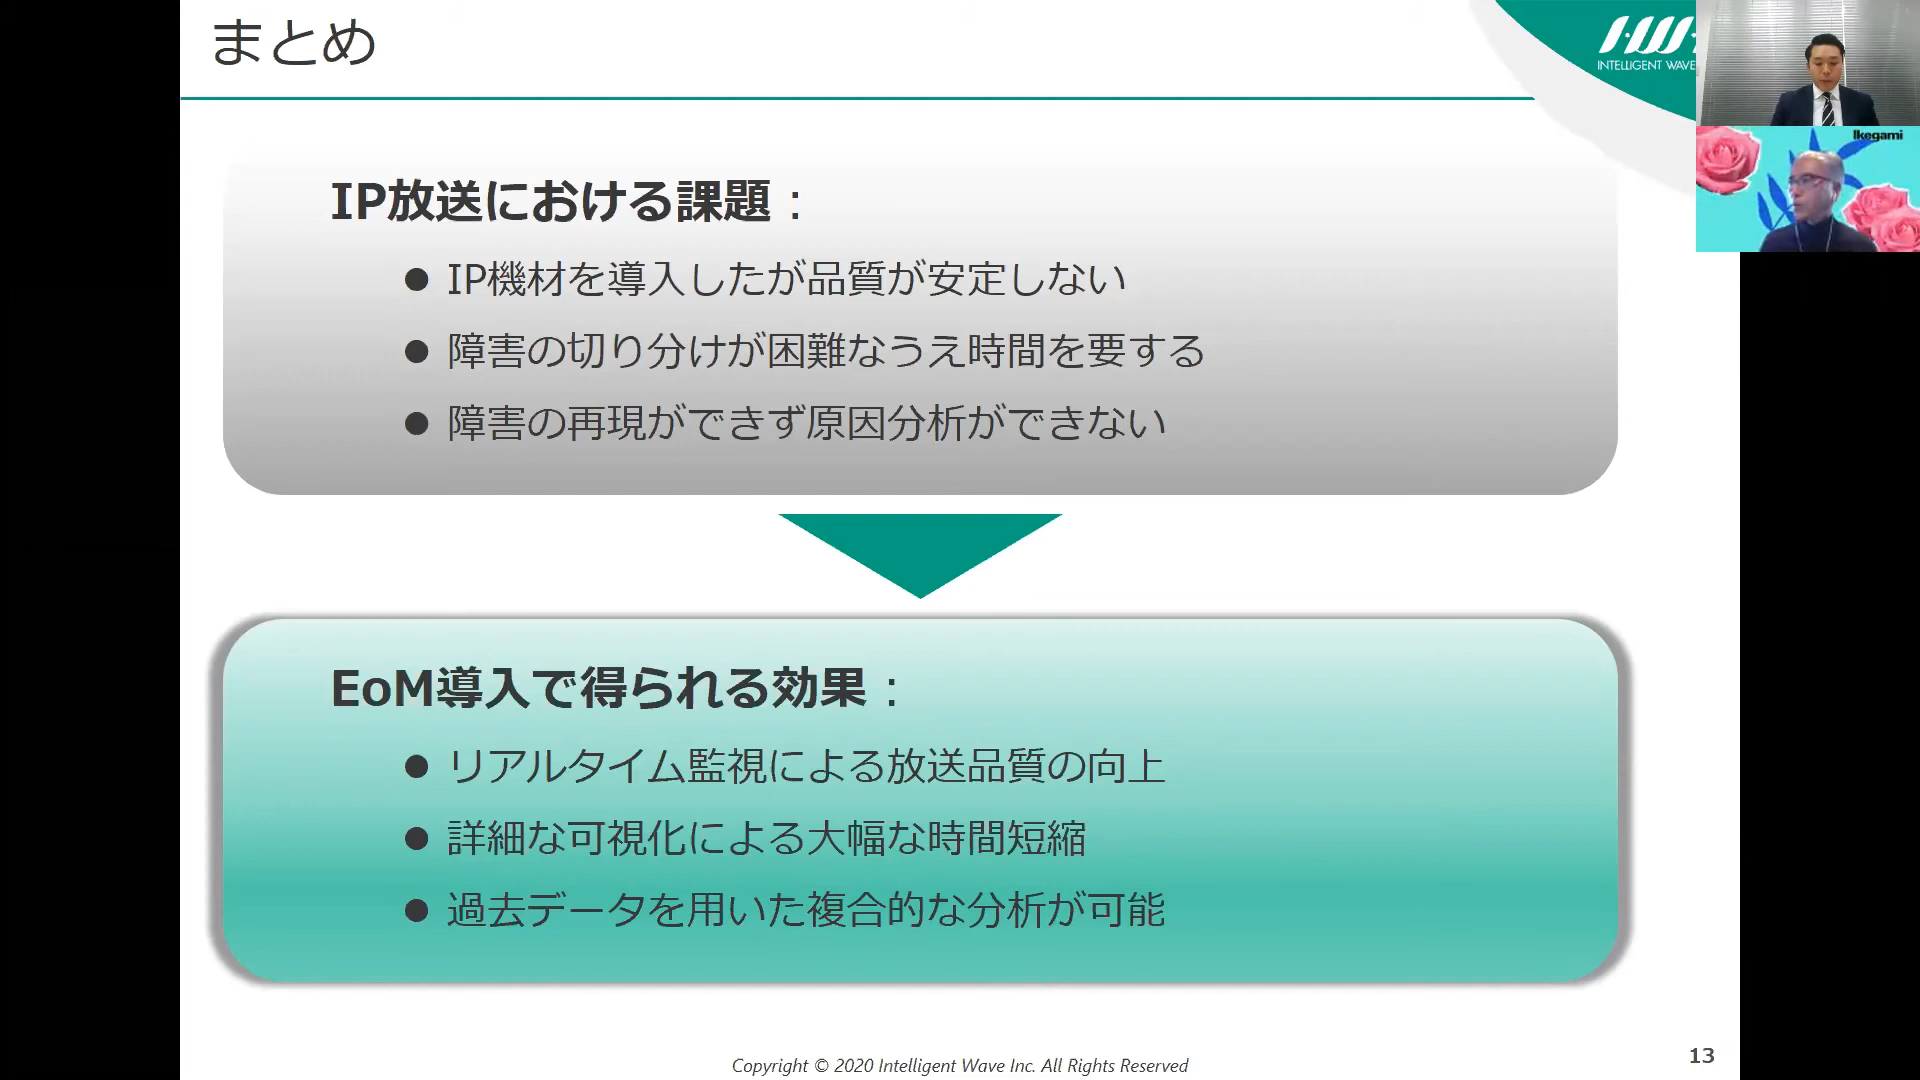 まとめ
INTELLIGENT WAVE
Ikegami
IP放送における課題：
● IP機材を導入したが品質が安定しない
● 障害の切り分けが困難なうえ時間を要する
● 障害の再現ができず原因分析ができない
EoM導入で得られる効果：
● リアルタイム監視による放送品質の向上
● 詳細な可視化による大幅な時間短縮
● 過去データを用いた複合的な分析が可能
Copyright © 2020 Intelligent Wave Inc. All Rights Reserved
13